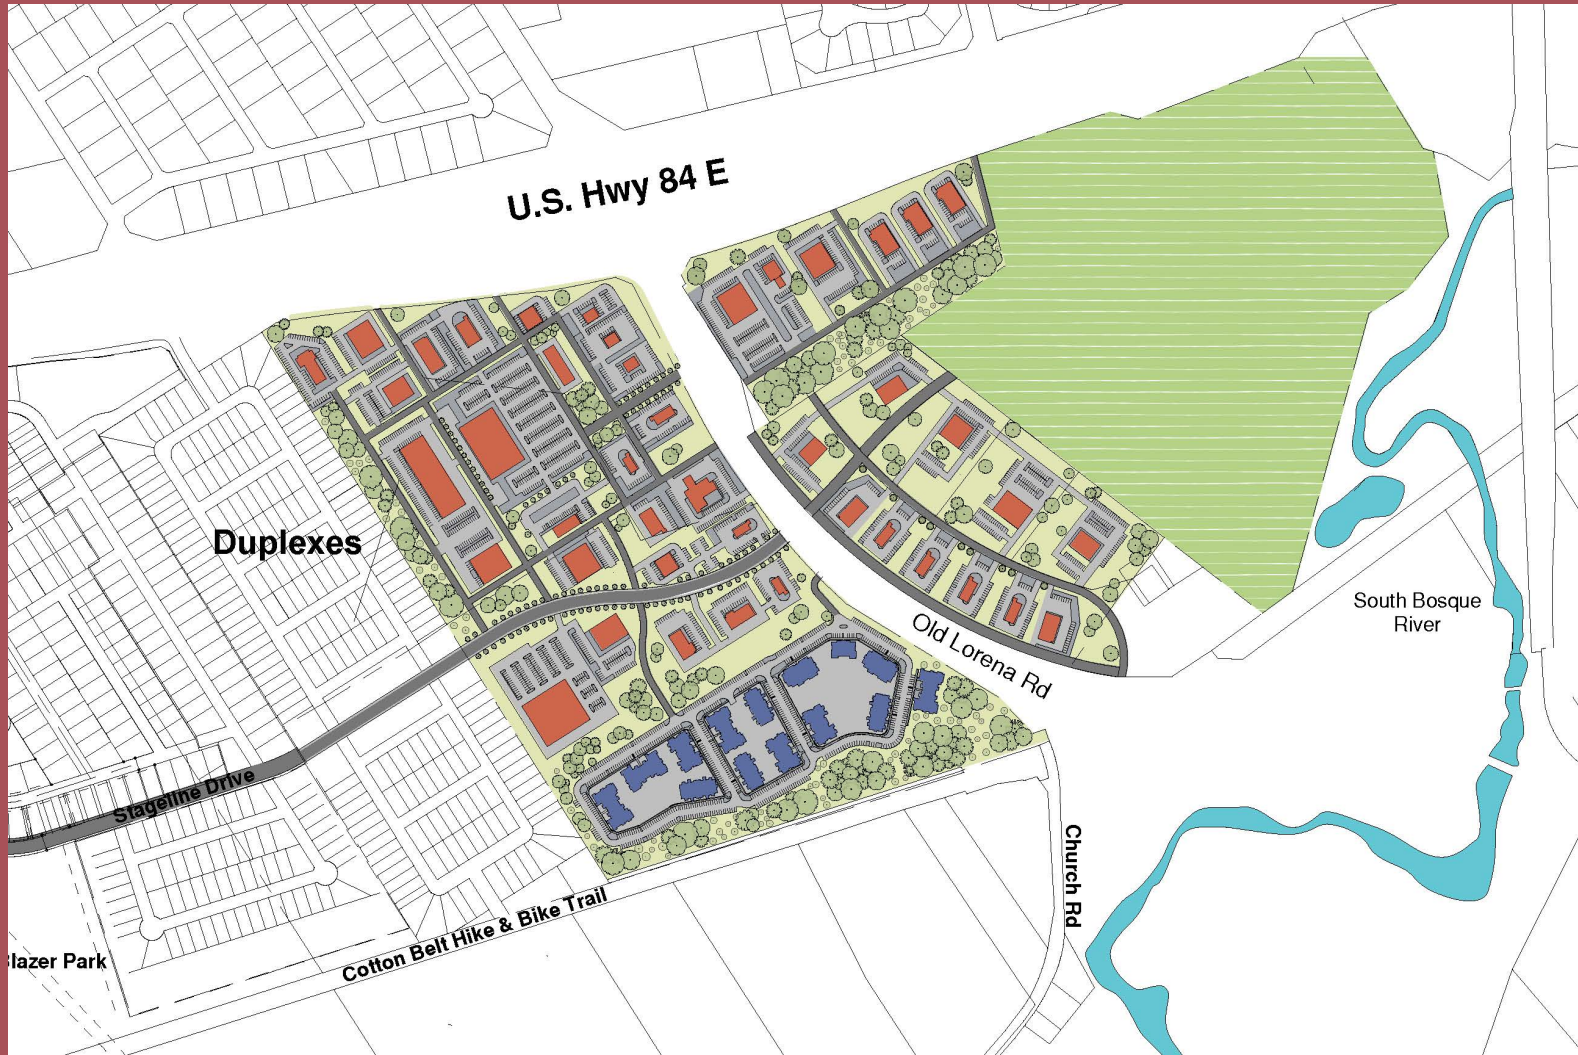 U.S. Hwy 84 E
Duplexes
South Bosque
River
Old Lorena Rd
Stageline Drive
Church Rd
Cotton Belt Hike & Bike Trail
lazer Park